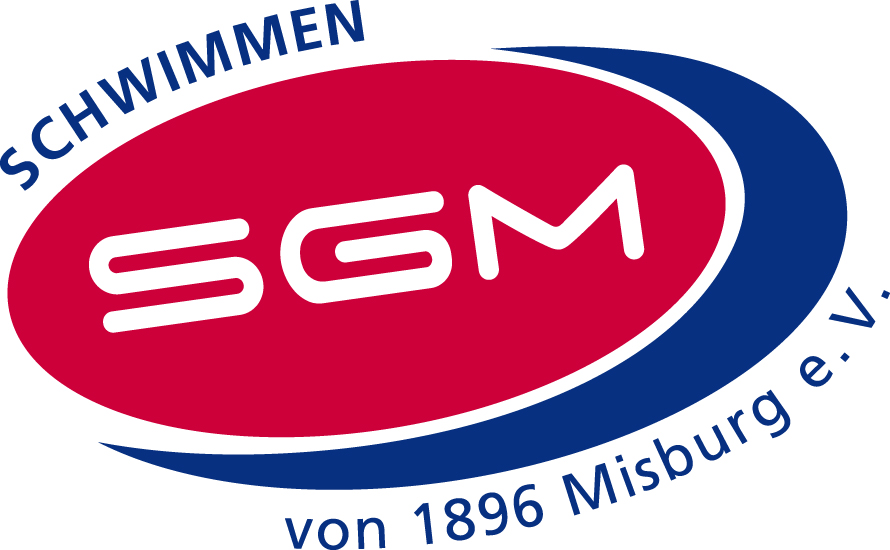 SCHWIMMEN
SGM
von 1896 Misburg e.V.